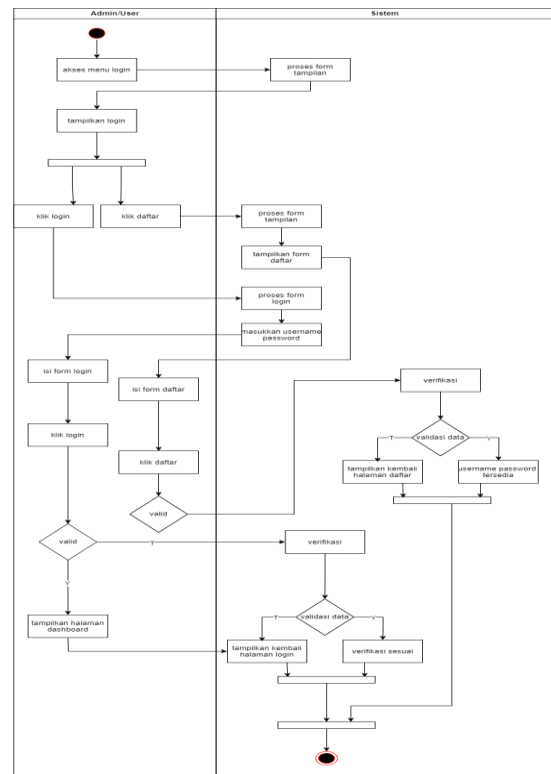 Admin/User
Sistem
akses menu login
proses form
tampilan
tampilkan login
klik login
klik daftar
proses form
tampilan
tampilkan form
daftar
proses form
login
masukkan username
password
isi form login
isi form daftar
verifikasi
klik login
validasi data
T
Y
klik daftar
tampilkan kembali
halaman daftar
username password
tersedia
valid
valid
T
verifikasi
Y
validasi data
T
Y
tampilkan halaman
dashboard
tampilkan kembali
halaman login
verifikasi sesuai